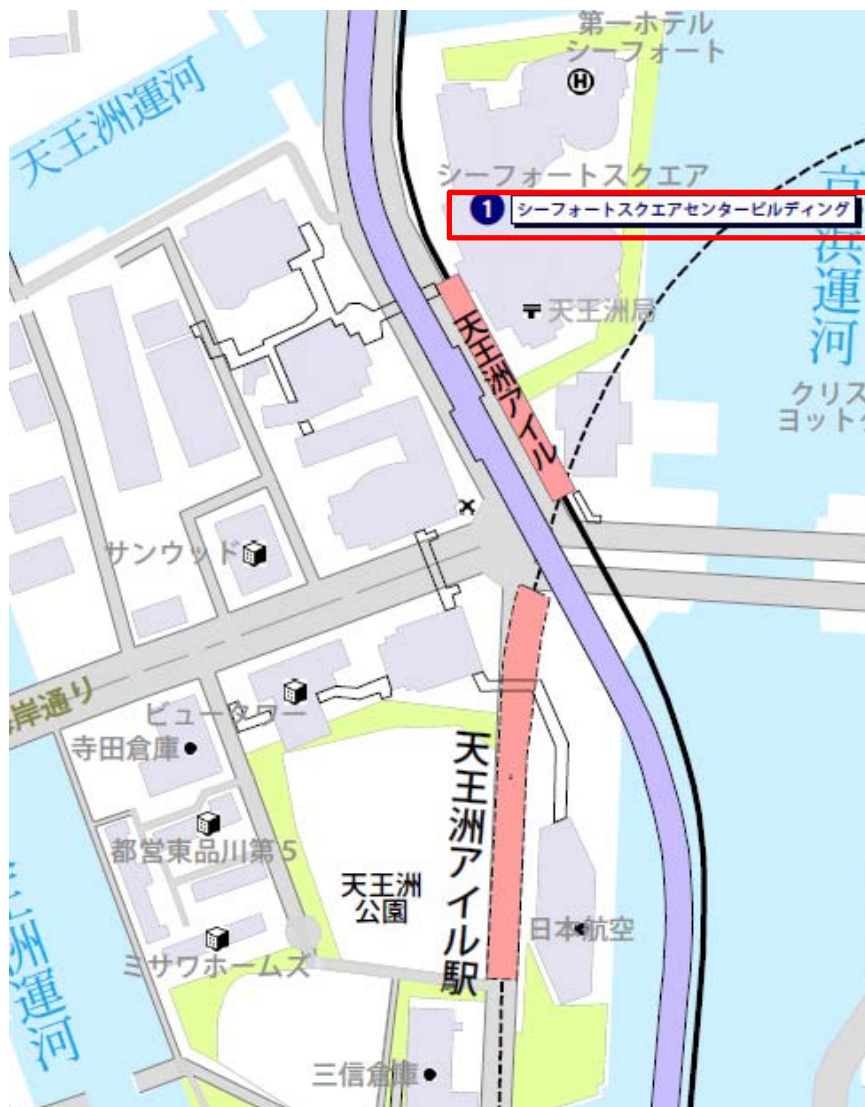 第一ホテル
シーフォート
天王洲運河
シーフォートスクエア
1 シーフォートスクエアセンタービルディング
京浜運河
天王洲局
天王洲アイル
クリス
ヨット
サンウッド
岸通り
ビュータワー
寺田倉庫
天王洲アイル駅
都営東品川第5
天王洲
公園
日本航空
ミサワホームズ
王洲運河
三信倉庫